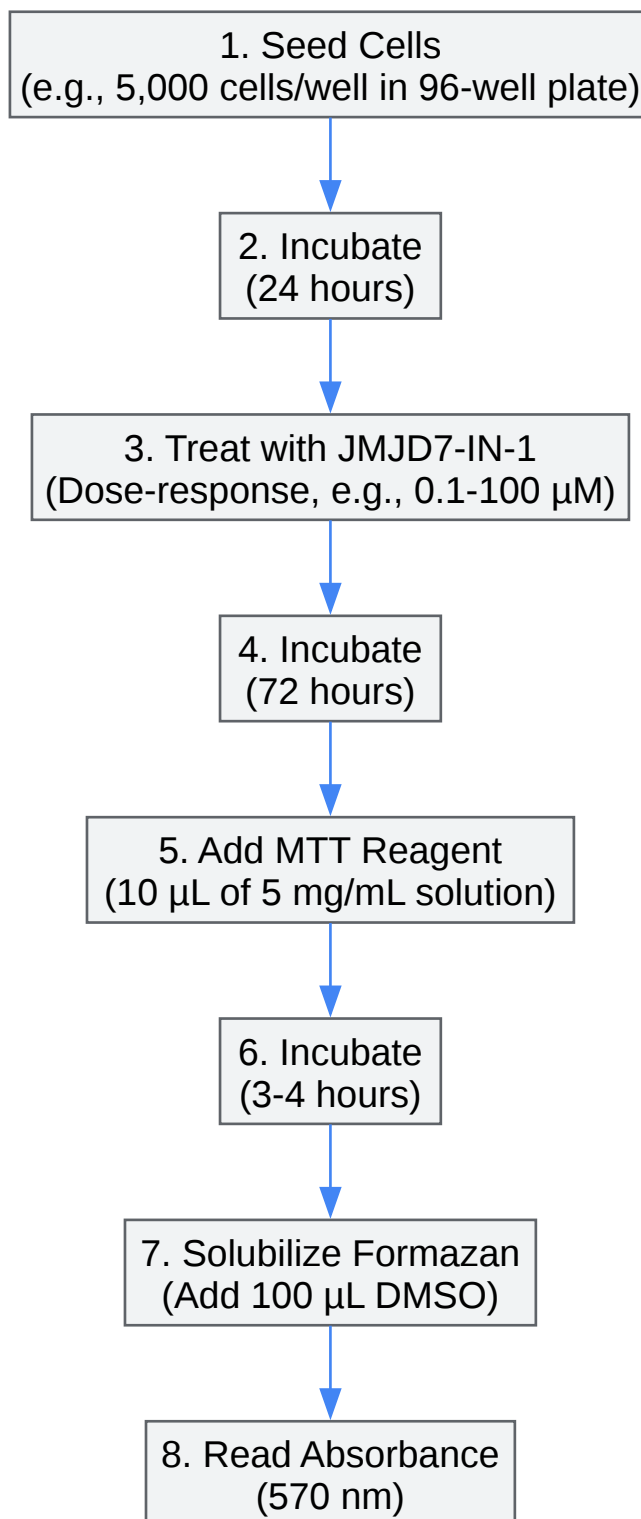 1. Seed Cells
(e.g., 5,000 cells/well in 96-well plate)
2. Incubate
(24 hours)
3. Treat with JMJD7-IN-1
(Dose-response, e.g., 0.1-100 µM)
4. Incubate
(72 hours)
5. Add MTT Reagent
(10 µL of 5 mg/mL solution)
6. Incubate
(3-4 hours)
7. Solubilize Formazan
(Add 100 µL DMSO)
8. Read Absorbance
(570 nm)